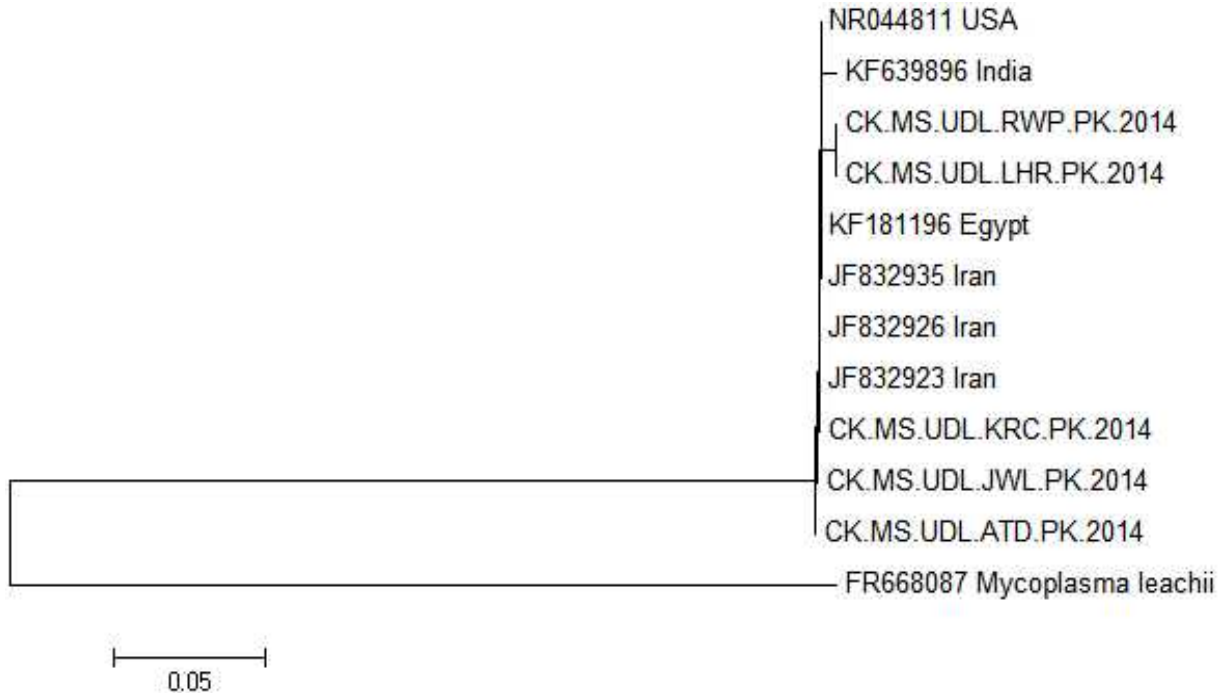 NR044811 USA
KF639896 India
CK.MS.UDL.RWP.PK.2014
CK.MS.UDL.LHR.PK.2014
KF181196 Egypt
JF832935 Iran
JF832926 Iran
JF832923 Iran
CK.MS.UDL.KRC.PK.2014
CK.MS.UDL.JWL.PK.2014
CK.MS.UDL.ATD.PK.2014
FR668087 Mycoplasma leachii
0.05